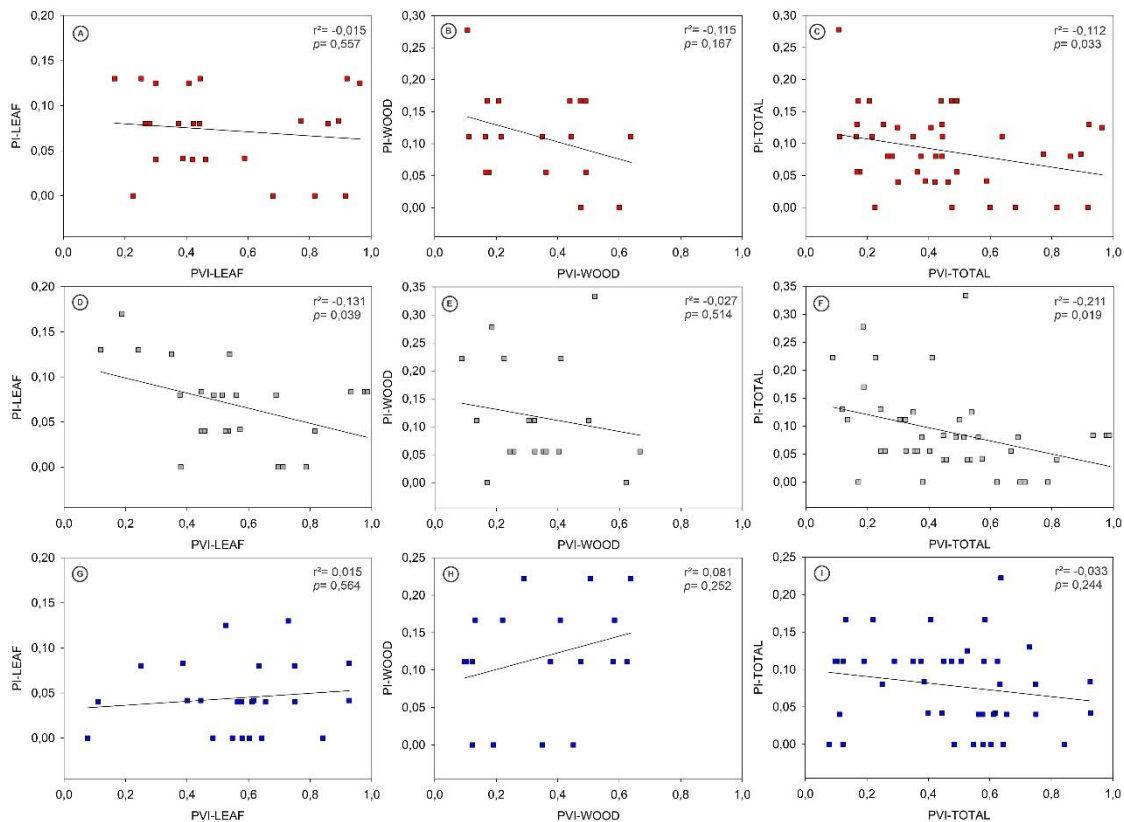 A
r²= -0,015
p= 0,557
PI-LEAF
0,20
0,15
0,10
0,05
0,00
0,0 0,2 0,4 0,6 0,8 1,0
PVI-LEAF
B
r²= -0,115
p= 0,167
PI-WOOD
0,30
0,25
0,20
0,15
0,10
0,05
0,00
0,0 0,2 0,4 0,6 0,8 1,0
PVI-WOOD
C
r²= -0,112
p= 0,033
PI-TOTAL
0,30
0,25
0,20
0,15
0,10
0,05
0,00
0,0 0,2 0,4 0,6 0,8 1,0
PVI-TOTAL
D
r²= -0,131
p= 0,039
PI-LEAF
0,20
0,15
0,10
0,05
0,00
0,0 0,2 0,4 0,6 0,8 1,0
PVI-LEAF
E
r²= -0,027
p= 0,514
PI-WOOD
0,35
0,30
0,25
0,20
0,15
0,10
0,05
0,00
0,0 0,2 0,4 0,6 0,8 1,0
PVI-WOOD
F
r²= -0,211
p= 0,019
PI-TOTAL
0,35
0,30
0,25
0,20
0,15
0,10
0,05
0,00
0,0 0,2 0,4 0,6 0,8 1,0
PVI-TOTAL
G
r²= 0,015
p= 0,564
PI-LEAF
0,20
0,15
0,10
0,05
0,00
0,0 0,2 0,4 0,6 0,8 1,0
PVI-LEAF
H
r²= 0,081
p= 0,252
PI-WOOD
0,25
0,20
0,15
0,10
0,05
0,00
0,0 0,2 0,4 0,6 0,8 1,0
PVI-WOOD
I
r²= -0,033
p= 0,244
PI-TOTAL
0,25
0,20
0,15
0,10
0,05
0,00
0,0 0,2 0,4 0,6 0,8 1,0
PVI-TOTAL